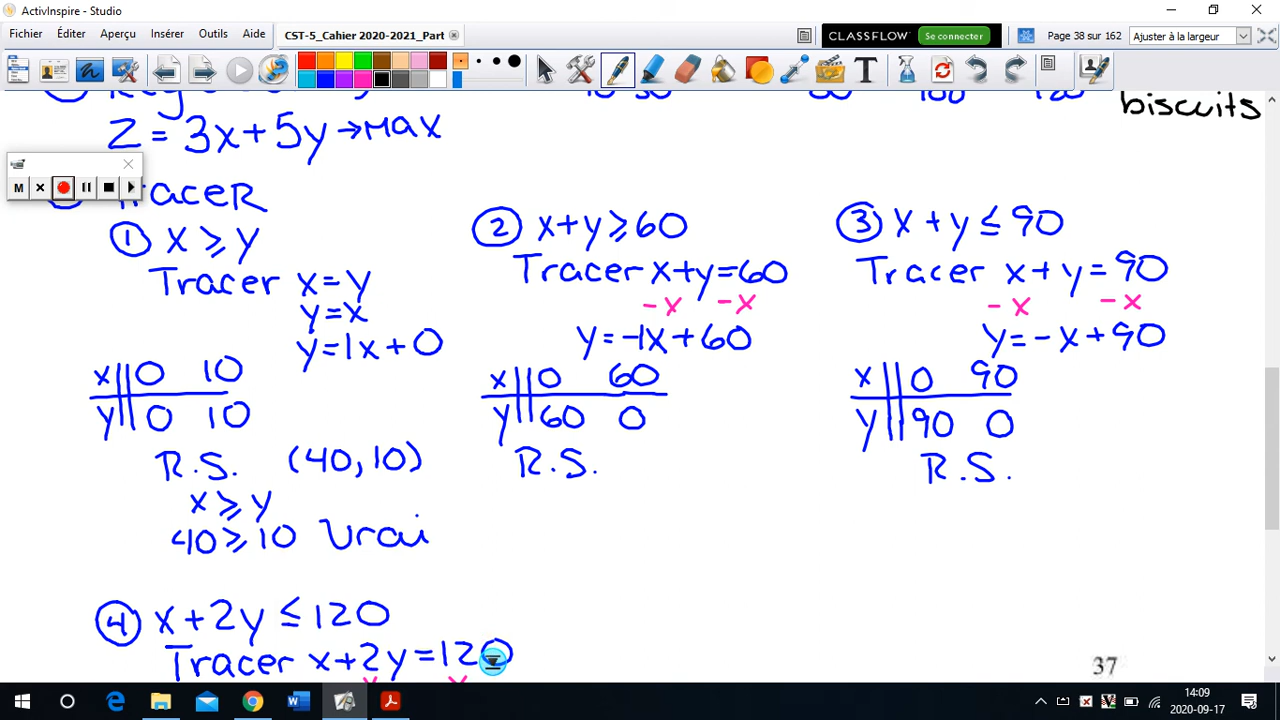 ActivInspire - Studio
Fichier Éditer Aperçu Insérer Outils Aide
CST-5_Cahier 2020-2021_Part
CLASSFLOW Se connecter
Page 38 sur 162 Ajuster à la largeur
biscuits
Z = 3x + 5y → Max
M
Tracer
① x ≥ y
Tracer x = y
y = x
y = 1x + 0
x 0 10
y 0 10
R.S. (40, 10)
x ≥ y
40 ≥ 10 Vrai
② x + y ≥ 60
Tracer x + y = 60
- x - x
y = -1x + 60
x 0 60
y 60 0
R.S.
③ x + y ≤ 90
Tracer x + y = 90
- x - x
y = - x + 90
x 0 90
y 90 0
R.S.
④ x + 2y ≤ 120
Tracer x + 2y = 120
37
14:09
2020-09-17